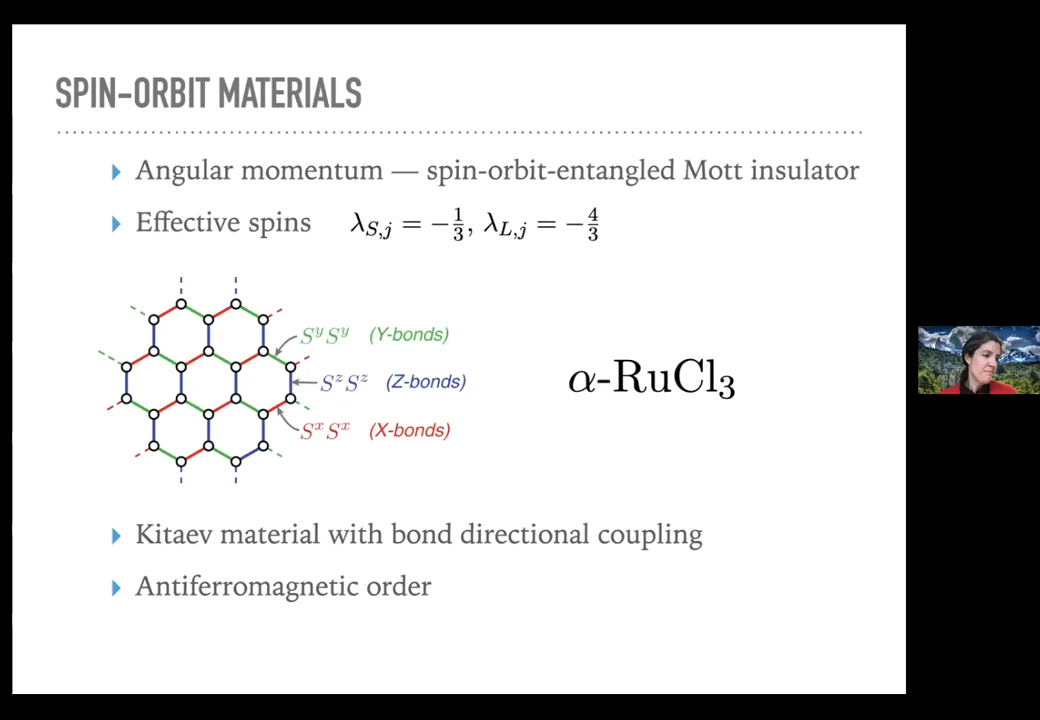 SPIN-ORBIT MATERIALS
Angular momentum — spin-orbit-entangled Mott insulator
Effective spins λ_{S,j} = −1/3, λ_{L,j} = −4/3
S^y S^y (Y-bonds)
S^z S^z (Z-bonds)
S^x S^x (X-bonds)
α-RuCl₃
Kitaev material with bond directional coupling
Antiferromagnetic order